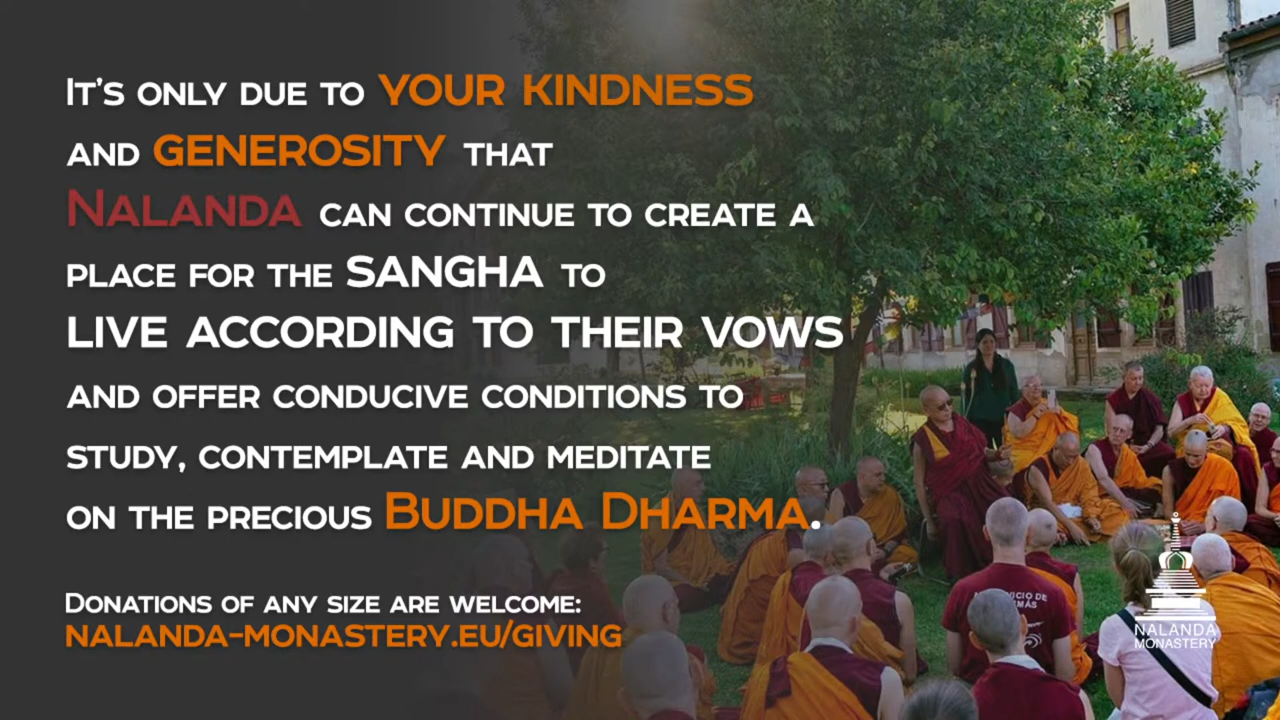 It's only due to YOUR KINDNESS
and GENEROSITY that
Nalanda can continue to create a
place for the SANGHA to
LIVE ACCORDING TO THEIR VOWS
and offer conducive conditions to
study, contemplate and meditate
on the precious Buddha Dharma.
Donations of any size are welcome:
nalanda-monastery.eu/giving
NALANDA
MONASTERY